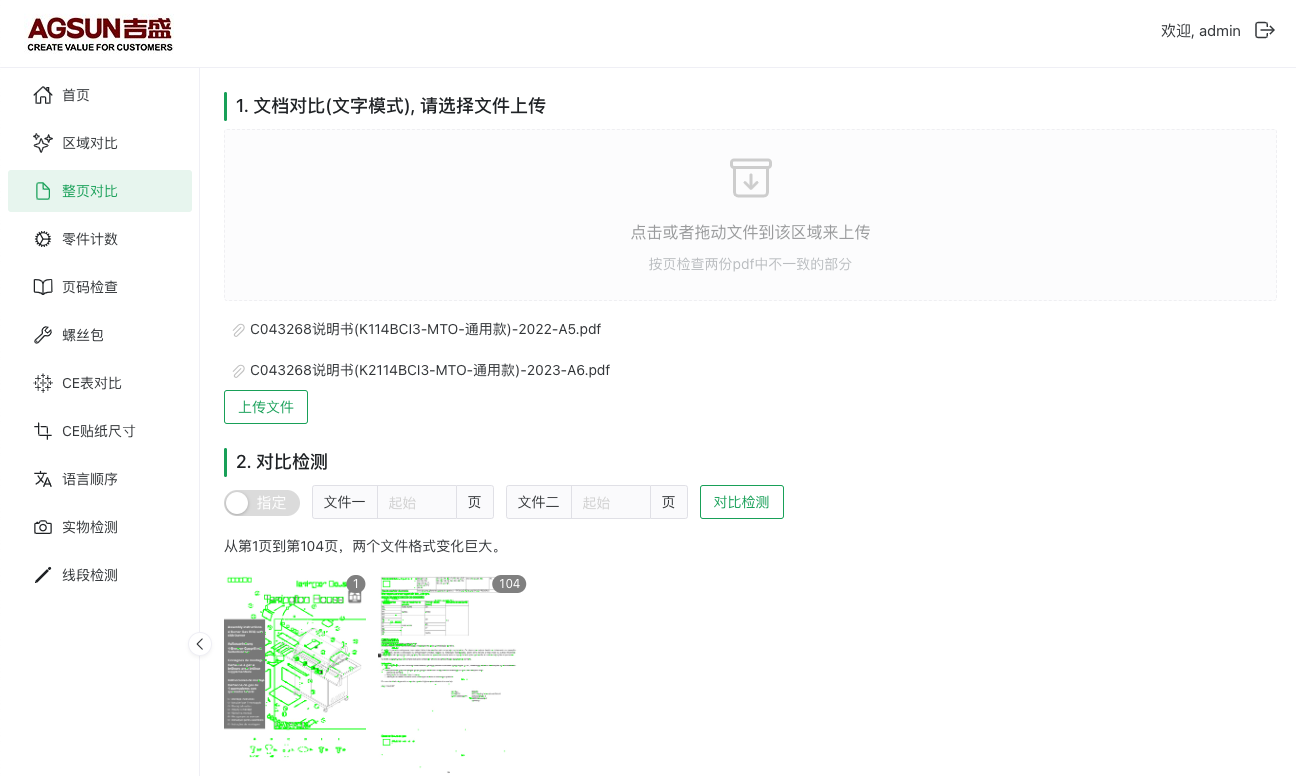 AGSUN吉盛
CREATE VALUE FOR CUSTOMERS
欢迎, admin
首页
区域对比
整页对比
零件计数
页码检查
螺丝包
CE表对比
CE贴纸尺寸
语言顺序
实物检测
线段检测
1. 文档对比(文字模式), 请选择文件上传
点击或者拖动文件到该区域来上传
按页检查两份pdf中不一致的部分
C043268说明书(K114BCI3-MTO-通用款)-2022-A5.pdf
C043268说明书(K2114BCI3-MTO-通用款)-2023-A6.pdf
上传文件
2. 对比检测
指定 文件一 起始 页 文件二 起始 页 对比检测
从第1页到第104页，两个文件格式变化巨大。
1
104